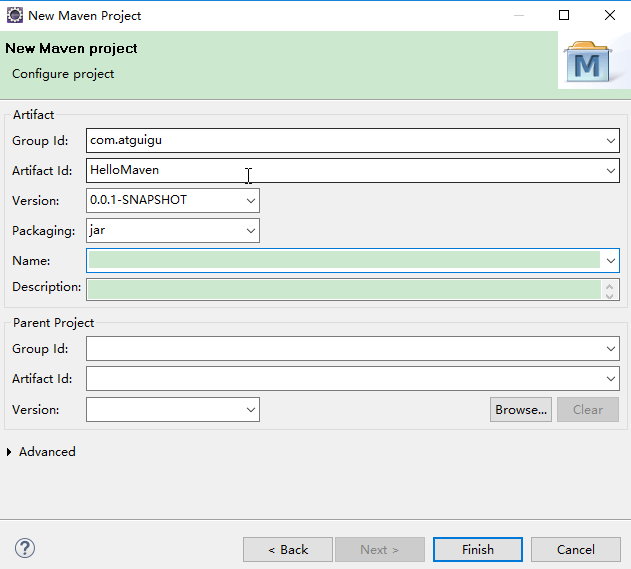 New Maven Project
New Maven project
Configure project
M
Artifact
Group Id: com.atguigu
Artifact Id: HelloMaven
Version: 0.0.1-SNAPSHOT
Packaging: jar
Name:
Description:
Parent Project
Group Id:
Artifact Id:
Version: Browse... Clear
Advanced
? < Back Next > Finish Cancel